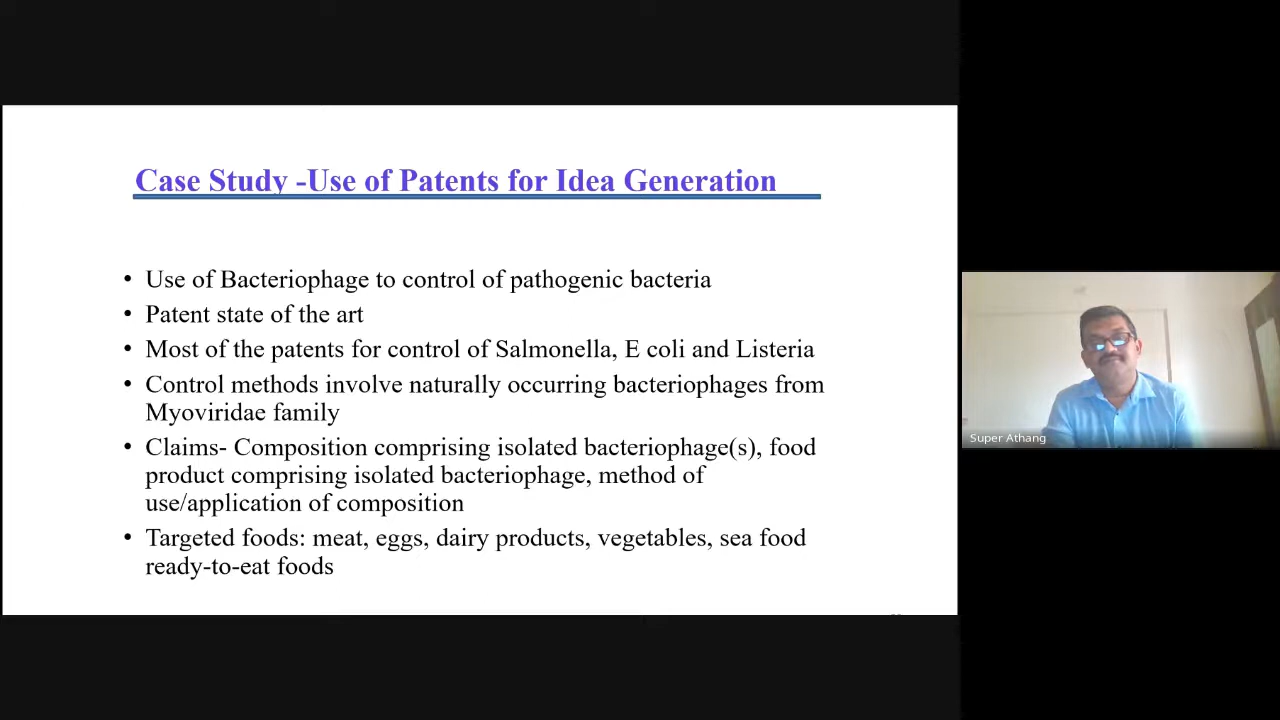 Case Study -Use of Patents for Idea Generation
• Use of Bacteriophage to control of pathogenic bacteria
• Patent state of the art
• Most of the patents for control of Salmonella, E coli and Listeria
• Control methods involve naturally occurring bacteriophages from
Myoviridae family
• Claims- Composition comprising isolated bacteriophage(s), food
product comprising isolated bacteriophage, method of
use/application of composition
• Targeted foods: meat, eggs, dairy products, vegetables, sea food
ready-to-eat foods
Super Athang